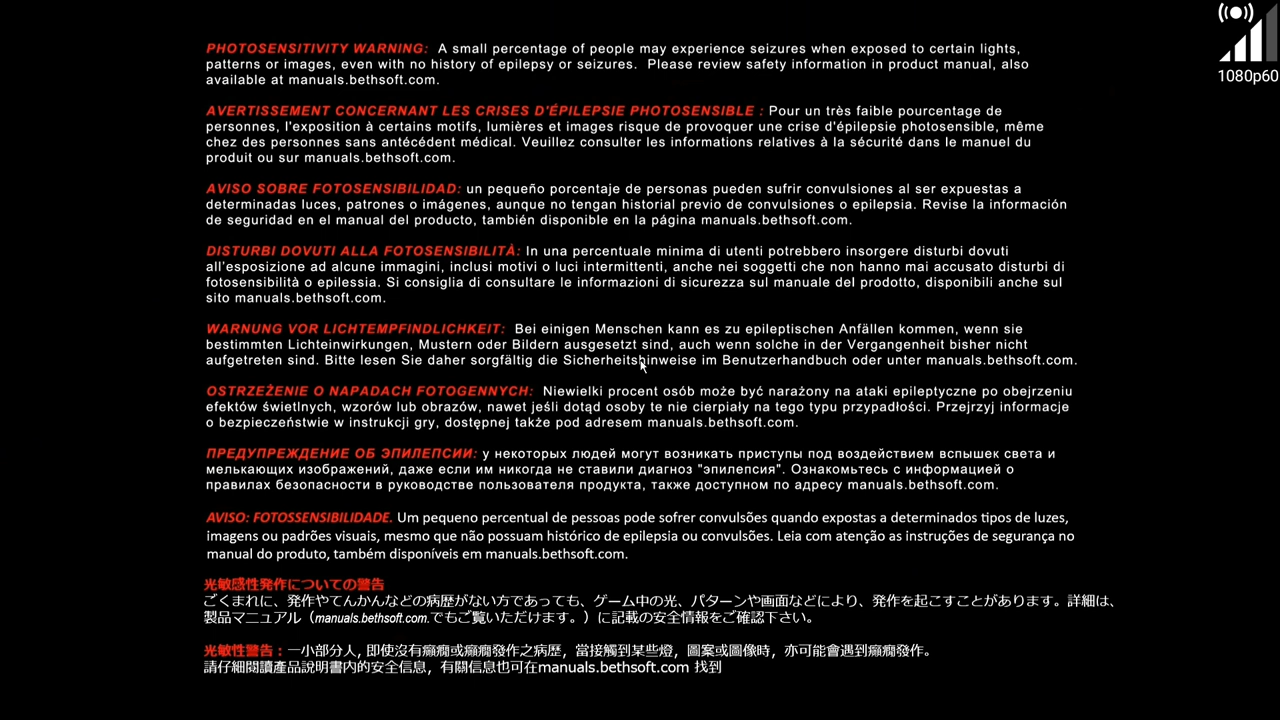 1080p60
PHOTOSENSITIVITY WARNING: A small percentage of people may experience seizures when exposed to certain lights,
patterns or images, even with no history of epilepsy or seizures. Please review safety information in product manual, also
available at manuals.bethsoft.com.
AVERTISSEMENT CONCERNANT LES CRISES D'ÉPILEPSIE PHOTOSENSIBLE : Pour un très faible pourcentage de
personnes, l'exposition à certains motifs, lumières et images risque de provoquer une crise d'épilepsie photosensible, même
chez des personnes sans antécédent médical. Veuillez consulter les informations relatives à la sécurité dans le manuel du
produit ou sur manuals.bethsoft.com.
AVISO SOBRE FOTOSENSIBILIDAD: un pequeño porcentaje de personas pueden sufrir convulsiones al ser expuestas a
determinadas luces, patrones o imágenes, aunque no tengan historial previo de convulsiones o epilepsia. Revise la información
de seguridad en el manual del producto, también disponible en la página manuals.bethsoft.com.
DISTURBI DOVUTI ALLA FOTOSENSIBILITÀ: In una percentuale minima di utenti potrebbero insorgere disturbi dovuti
all'esposizione ad alcune immagini, inclusi motivi o luci intermittenti, anche nei soggetti che non hanno mai accusato disturbi di
fotosensibilità o epilessia. Si consiglia di consultare le informazioni di sicurezza sul manuale del prodotto, disponibili anche sul
sito manuals.bethsoft.com.
WARNUNG VOR LICHTEMPFINDLICHKEIT: Bei einigen Menschen kann es zu epileptischen Anfällen kommen, wenn sie
bestimmten Lichteinwirkungen, Mustern oder Bildern ausgesetzt sind, auch wenn solche in der Vergangenheit bisher nicht
aufgetreten sind. Bitte lesen Sie daher sorgfältig die Sicherheitshinweise im Benutzerhandbuch oder unter manuals.bethsoft.com.
OSTRZEŻENIE O NAPADACH FOTOGENNYCH: Niewielki procent osób może być narażony na ataki epileptyczne po obejrzeniu
efektów świetlnych, wzorów lub obrazów, nawet jeśli dotąd osoby te nie cierpiały na tego typu przypadłości. Przejrzyj informacje
o bezpieczeństwie w instrukcji gry, dostępnej także pod adresem manuals.bethsoft.com.
ПРЕДУПРЕЖДЕНИЕ ОБ ЭПИЛЕПСИИ: у некоторых людей могут возникать приступы под воздействием вспышек света и
мелькающих изображений, даже если им никогда не ставили диагноз "эпилепсия". Ознакомьтесь с информацией о
правилах безопасности в руководстве пользователя продукта, также доступном по адресу manuals.bethsoft.com.
AVISO: FOTOSSENSIBILIDADE. Um pequeno percentual de pessoas pode sofrer convulsões quando expostas a determinados tipos de luzes,
imagens ou padrões visuais, mesmo que não possuam histórico de epilepsia ou convulsões. Leia com atenção as instruções de segurança no
manual do produto, também disponíveis em manuals.bethsoft.com.
光敏感性発作についての警告
ごくまれに、発作やてんかんなどの病歴がない方であっても、ゲーム中の光、パターンや画面などにより、発作を起こすことがあります。詳細は、
製品マニュアル（manuals.bethsoft.com.でもご覧いただけます。）に記載の安全情報をご確認下さい。
光敏性警告：一小部分人, 即使沒有癲癇或癲癇發作之病歷，當接觸到某些燈，圖案或圖像時，亦可能會遇到癲癇發作。
請仔細閱讀產品說明書內的安全信息，有關信息也可在manuals.bethsoft.com 找到